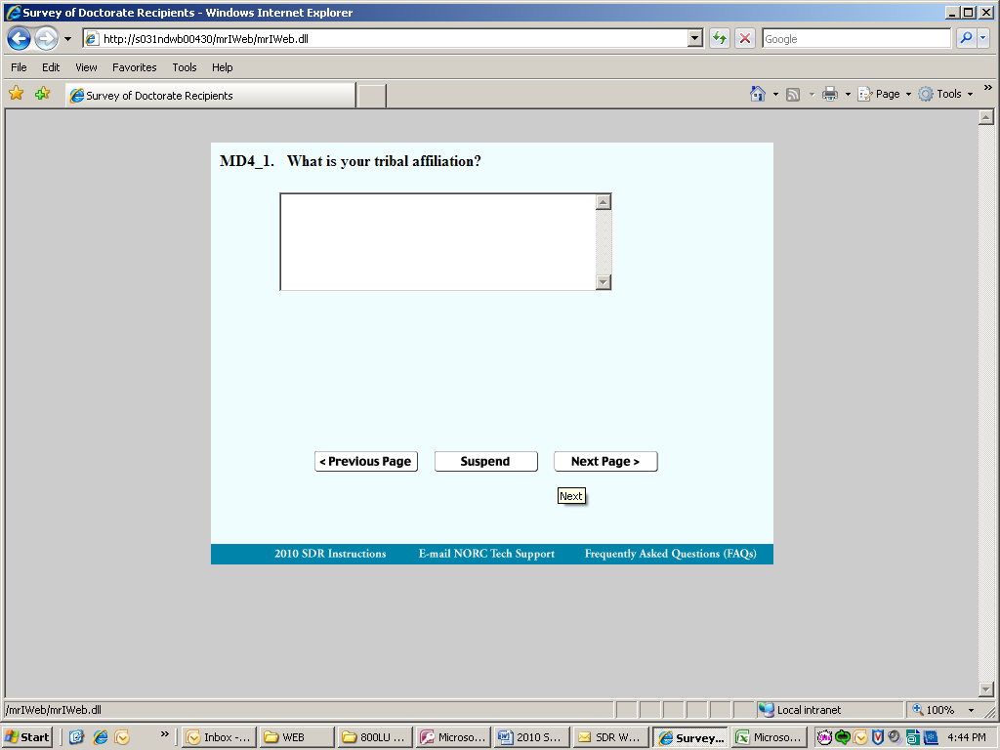 Survey of Doctorate Recipients - Windows Internet Explorer
http://s031ndwb00430/mrIWeb/mrIWeb.dll
Google
File Edit View Favorites Tools Help
Survey of Doctorate Recipients
Page Tools »
MD4_1. What is your tribal affiliation?
< Previous Page Suspend Next Page >
Next
2010 SDR Instructions E-mail NORC Tech Support Frequently Asked Questions (FAQs)
/mrIWeb/mrIWeb.dll Local intranet 100%
Start » Inbox -... WEB 800LU ... Microso... 2010 S... SDR W... Survey... Microso... 4:44 PM